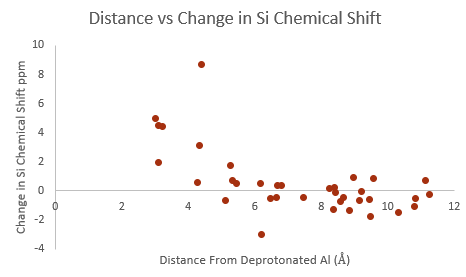 Distance vs Change in Si Chemical Shift
10
8
6
4
2
0
-2
-4
0 2 4 6 8 10 12
Change in Si Chemical Shift ppm
Distance From Deprotonated Al (Å)